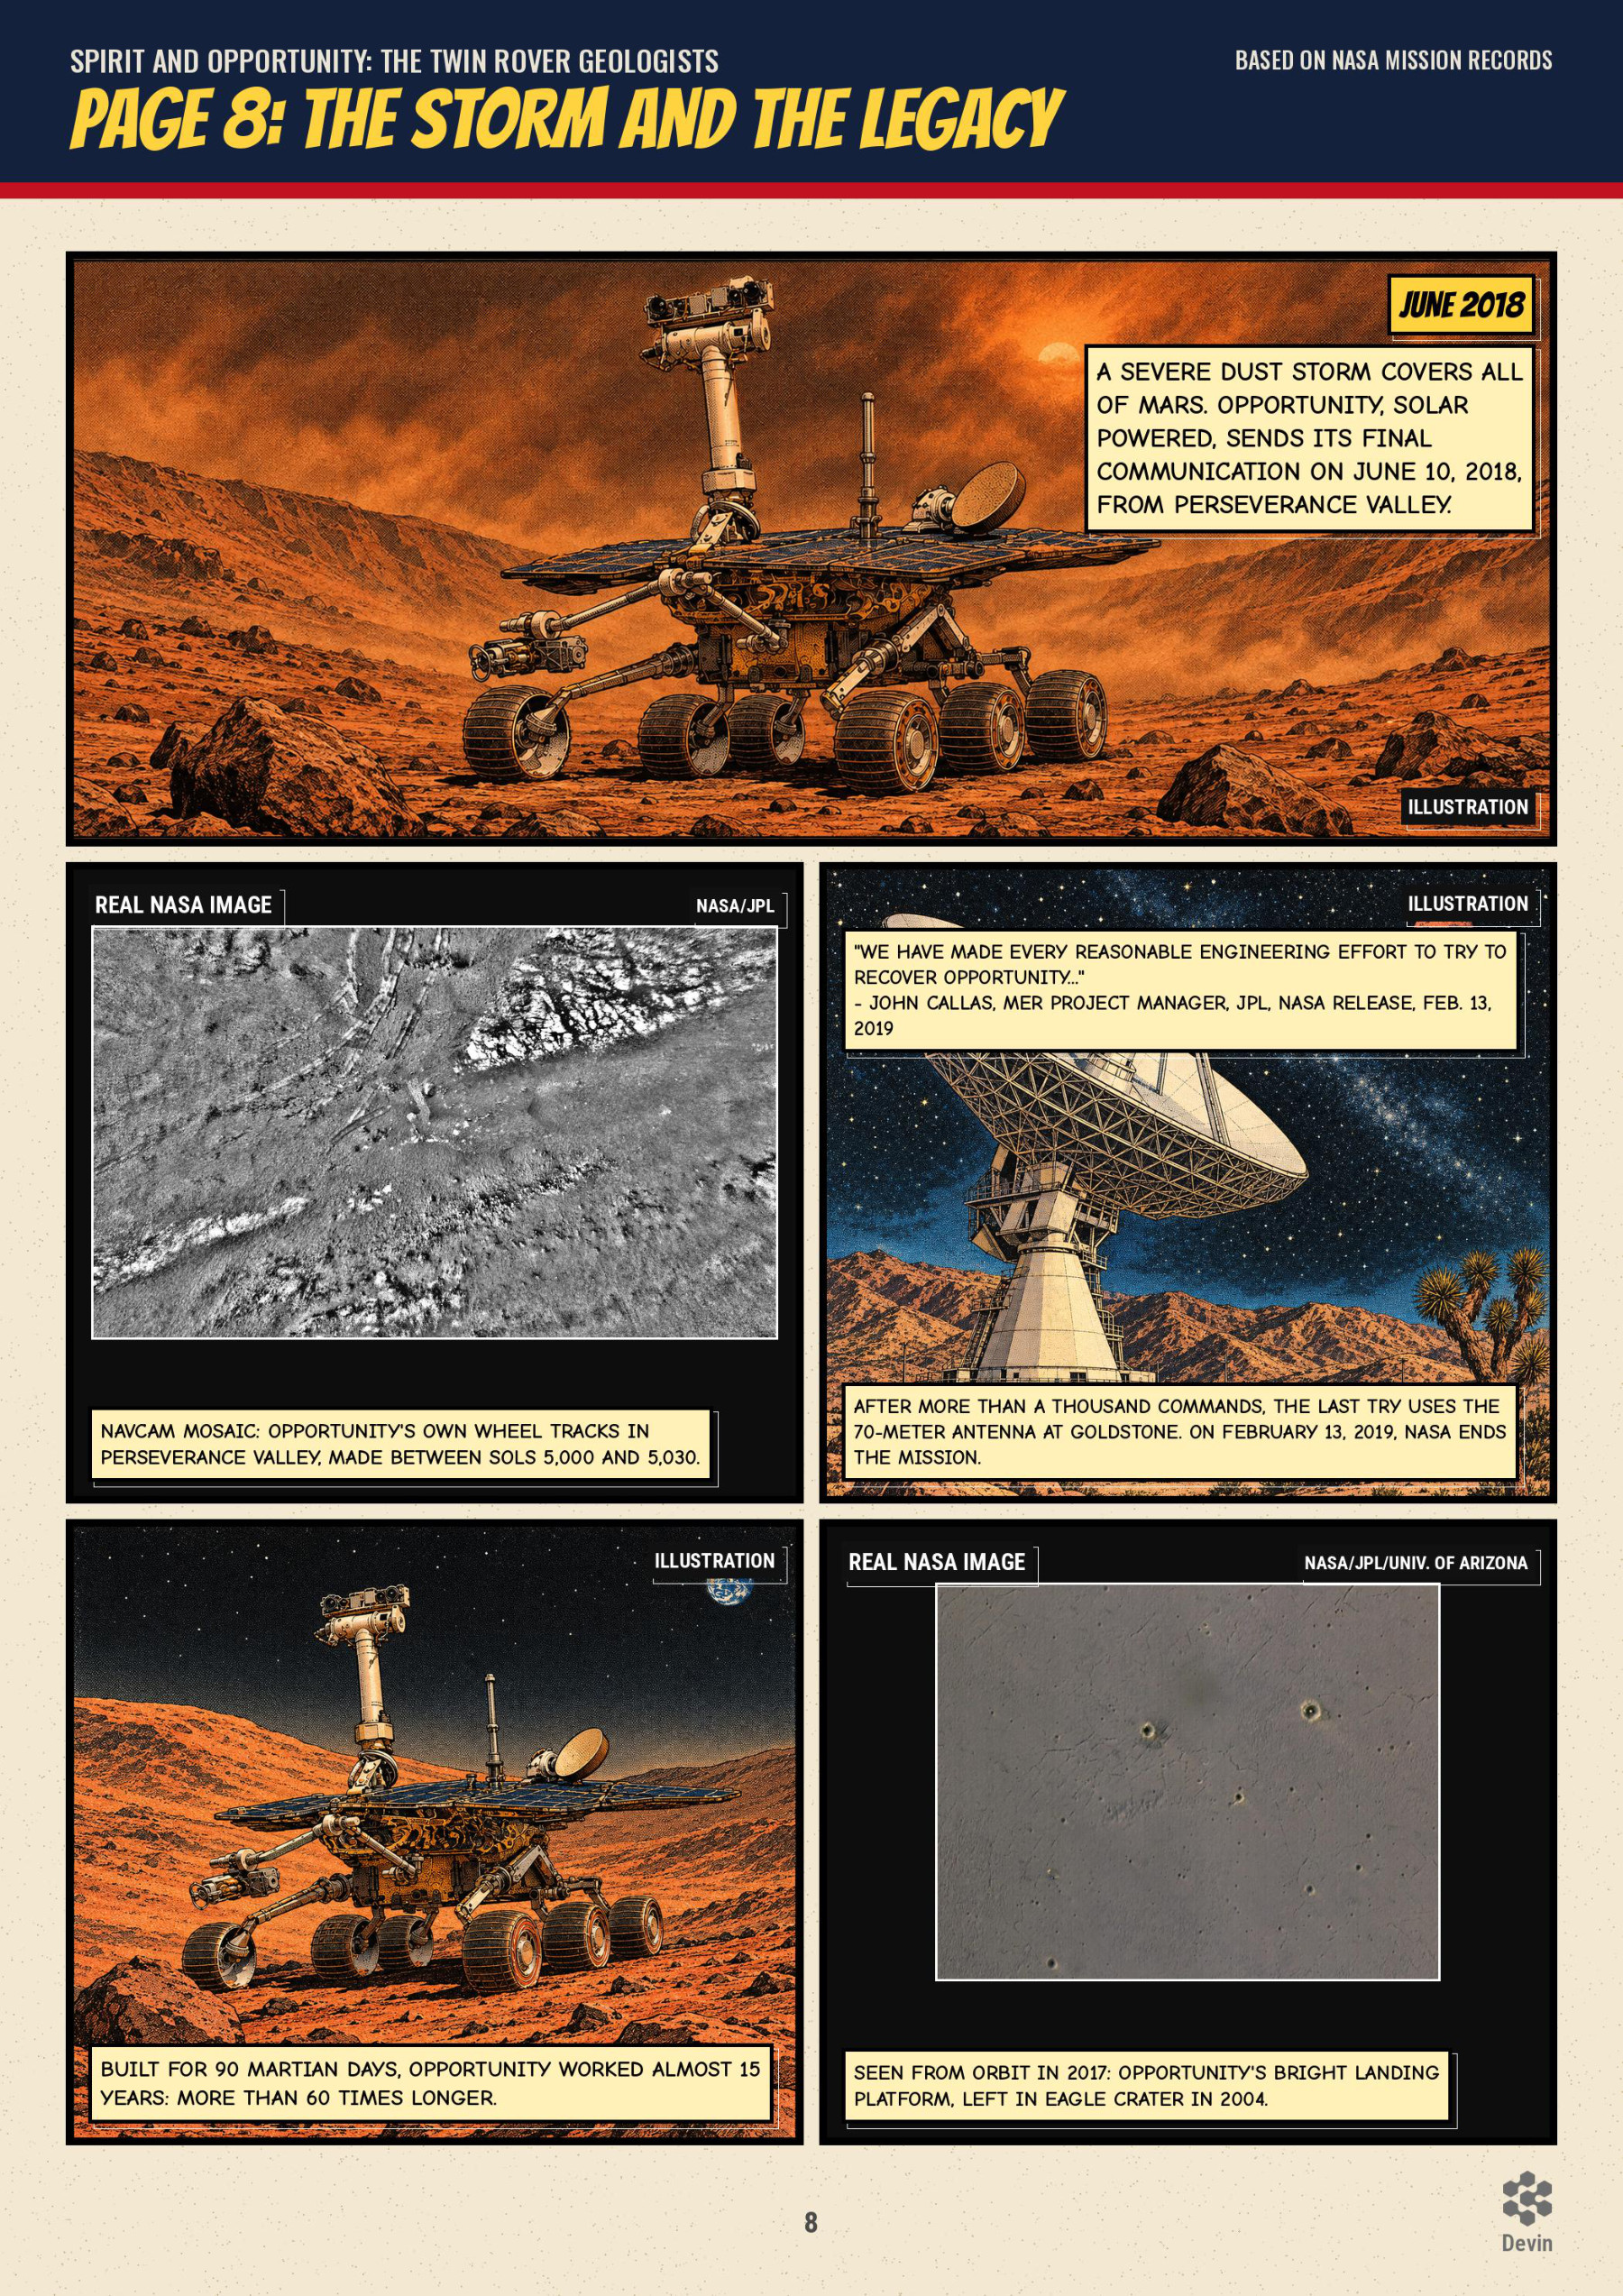 SPIRIT AND OPPORTUNITY: THE TWIN ROVER GEOLOGISTS
BASED ON NASA MISSION RECORDS
PAGE 8: THE STORM AND THE LEGACY
JUNE 2018
A SEVERE DUST STORM COVERS ALL
OF MARS. OPPORTUNITY, SOLAR
POWERED, SENDS ITS FINAL
COMMUNICATION ON JUNE 10, 2018,
FROM PERSEVERANCE VALLEY.
ILLUSTRATION
REAL NASA IMAGE
NASA/JPL
NAVCAM MOSAIC: OPPORTUNITY'S OWN WHEEL TRACKS IN
PERSEVERANCE VALLEY, MADE BETWEEN SOLS 5,000 AND 5,030.
ILLUSTRATION
"WE HAVE MADE EVERY REASONABLE ENGINEERING EFFORT TO TRY TO
RECOVER OPPORTUNITY..."
- JOHN CALLAS, MER PROJECT MANAGER, JPL, NASA RELEASE, FEB. 13,
2019
AFTER MORE THAN A THOUSAND COMMANDS, THE LAST TRY USES THE
70-METER ANTENNA AT GOLDSTONE. ON FEBRUARY 13, 2019, NASA ENDS
THE MISSION.
ILLUSTRATION
BUILT FOR 90 MARTIAN DAYS, OPPORTUNITY WORKED ALMOST 15
YEARS: MORE THAN 60 TIMES LONGER.
REAL NASA IMAGE
NASA/JPL/UNIV. OF ARIZONA
SEEN FROM ORBIT IN 2017: OPPORTUNITY'S BRIGHT LANDING
PLATFORM, LEFT IN EAGLE CRATER IN 2004.
8
Devin